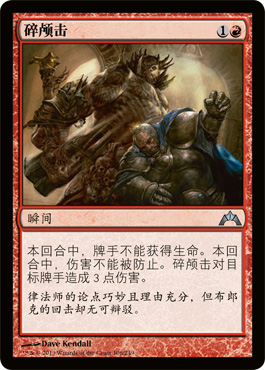 碎颅击
1
瞬间
本回合中，牌手不能获得生命。本回
合中，伤害不能被防止。碎颅击对目
标牌手造成 3 点伤害。
律法师的论点巧妙且理由充分，但布郎
克的回击却无可辩驳。
Dave Kendall